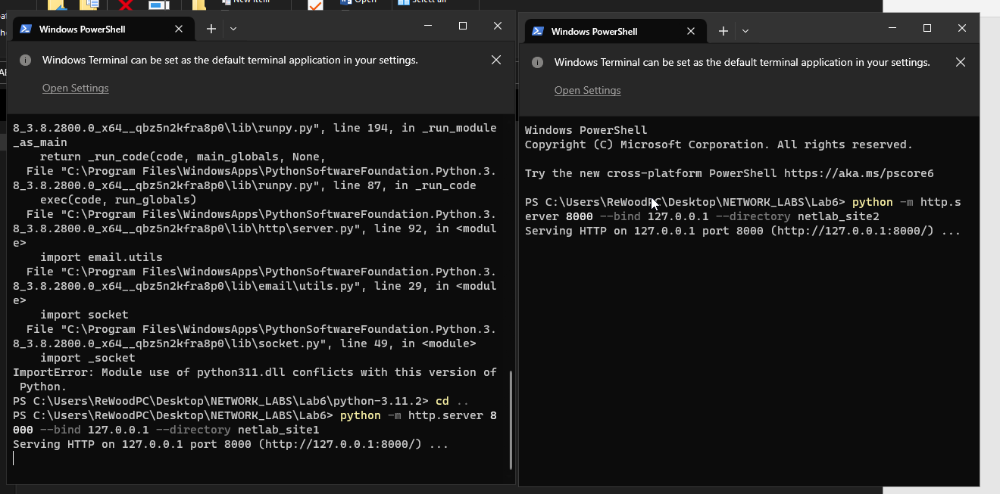 New item
Open
Select all
Windows PowerShell
Windows Terminal can be set as the default terminal application in your settings.
Open Settings
8_3.8.2800.0_x64__qbz5n2kfra8p0\lib\runpy.py", line 194, in _run_module
_as_main
return _run_code(code, main_globals, None,
File "C:\Program Files\WindowsApps\PythonSoftwareFoundation.Python.3.
8_3.8.2800.0_x64__qbz5n2kfra8p0\lib\runpy.py", line 87, in _run_code
exec(code, run_globals)
File "C:\Program Files\WindowsApps\PythonSoftwareFoundation.Python.3.
8_3.8.2800.0_x64__qbz5n2kfra8p0\lib\http\server.py", line 92, in <modul
e>
import email.utils
File "C:\Program Files\WindowsApps\PythonSoftwareFoundation.Python.3.
8_3.8.2800.0_x64__qbz5n2kfra8p0\lib\email\utils.py", line 29, in <modul
e>
import socket
File "C:\Program Files\WindowsApps\PythonSoftwareFoundation.Python.3.
8_3.8.2800.0_x64__qbz5n2kfra8p0\lib\socket.py", line 49, in <module>
import _socket
ImportError: Module use of python311.dll conflicts with this version of
Python.
PS C:\Users\ReWoodPC\Desktop\NETWORK_LABS\Lab6\python-3.11.2> cd ..
PS C:\Users\ReWoodPC\Desktop\NETWORK_LABS\Lab6> python -m http.server 8
000 --bind 127.0.0.1 --directory netlab_site1
Serving HTTP on 127.0.0.1 port 8000 (http://127.0.0.1:8000/) ...
Windows PowerShell
Windows Terminal can be set as the default terminal application in your settings.
Open Settings
Windows PowerShell
Copyright (C) Microsoft Corporation. All rights reserved.
Try the new cross-platform PowerShell https://aka.ms/pscore6
PS C:\Users\ReWoodPC\Desktop\NETWORK_LABS\Lab6> python -m http.s
erver 8000 --bind 127.0.0.1 --directory netlab_site2
Serving HTTP on 127.0.0.1 port 8000 (http://127.0.0.1:8000/) ...